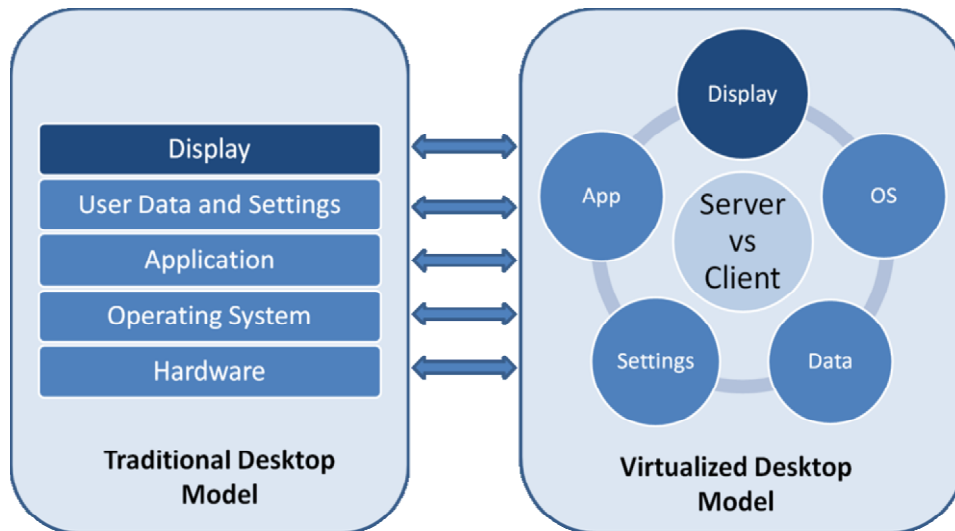 Display
User Data and Settings
Application
Operating System
Hardware
Traditional Desktop
Model
Display
App
OS
Server
vs
Client
Settings
Data
Virtualized Desktop
Model